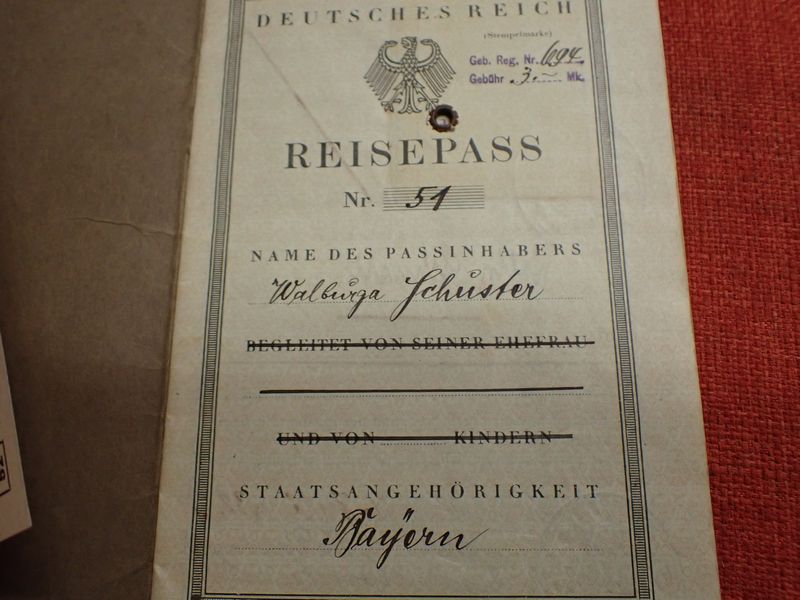 DEUTSCHES REICH
(Stempelmarke)
Geb. Reg. Nr. 694
Gebühr 3.- Mk.
REISEPASS
Nr. 51
NAME DES PASSINHABERS
Walburga Schuster
BEGLEITET VON SEINER EHEFRAU
UND VON KINDERN
STAATSANGEHÖRIGKEIT
Bayern
79